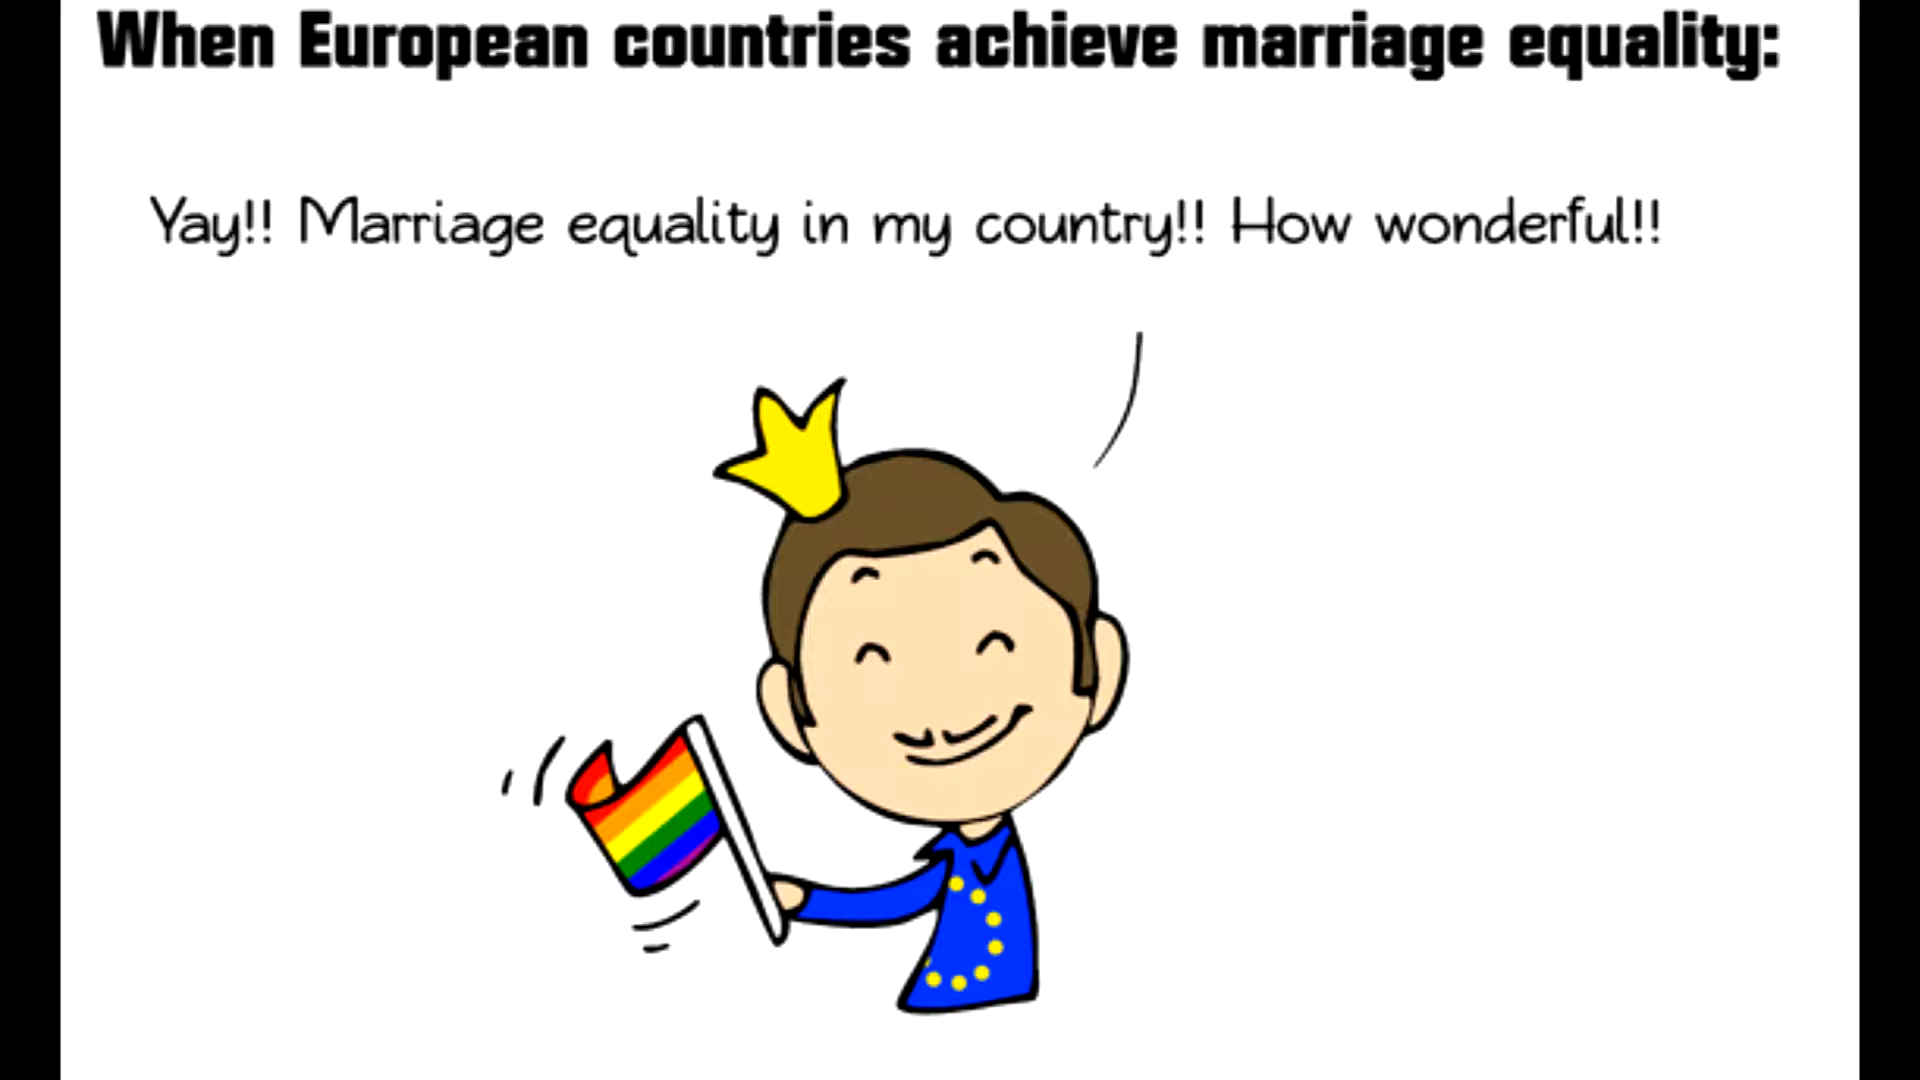 When European countries achieve marriage equality:
Yay!! Marriage equality in my country!! How wonderful!!